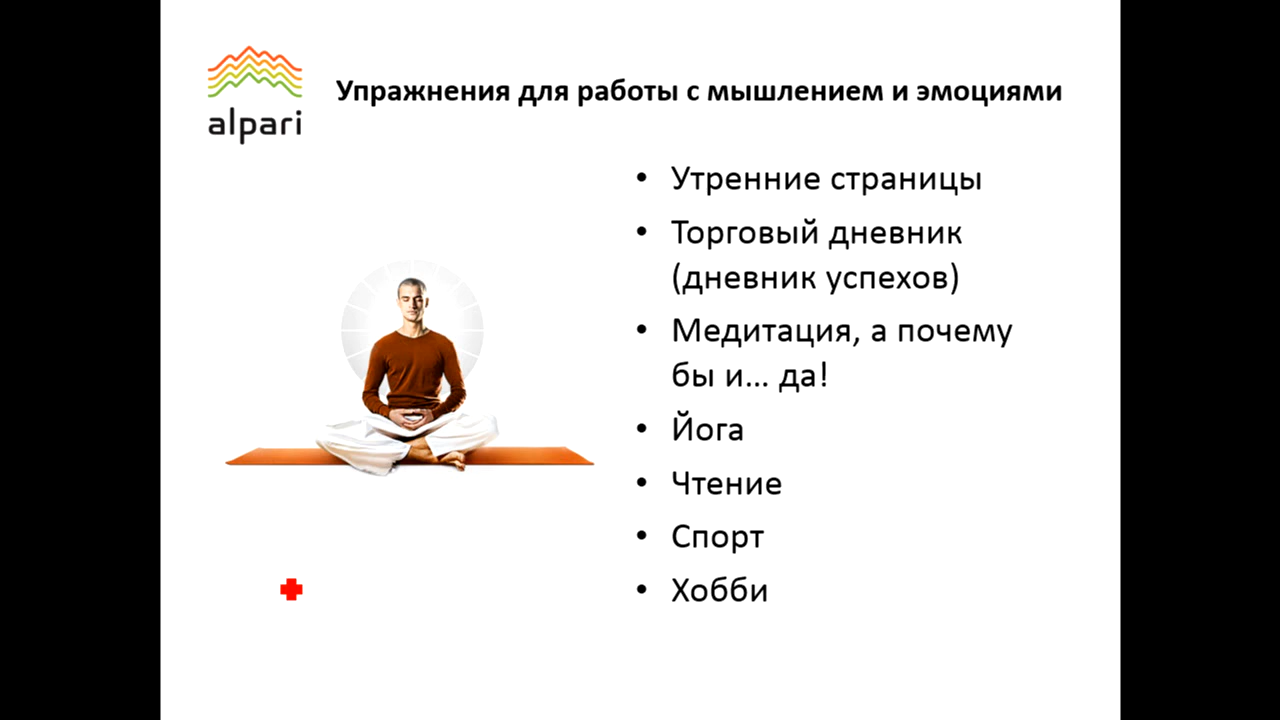 alpari
Упражнения для работы с мышлением и эмоциями
• Утренние страницы
• Торговый дневник
(дневник успехов)
• Медитация, а почему
бы и... да!
• Йога
• Чтение
• Спорт
• Хобби